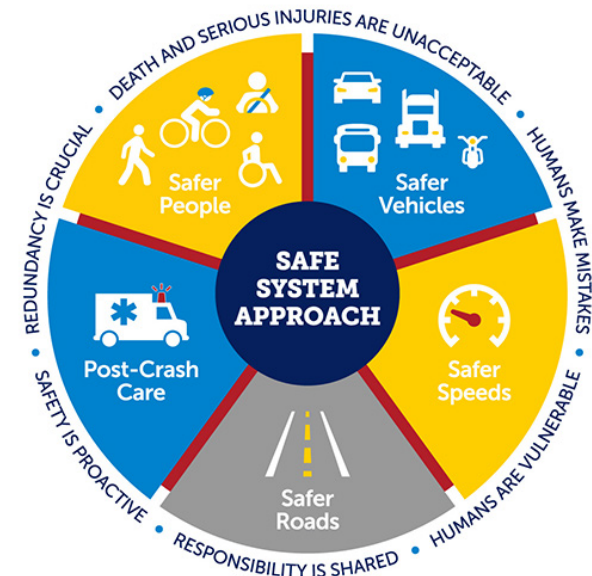 DEATH AND SERIOUS INJURIES ARE UNACCEPTABLE
HUMANS MAKE MISTAKES
HUMANS ARE VULNERABLE
RESPONSIBILITY IS SHARED
SAFETY IS PROACTIVE
REDUNDANCY IS CRUCIAL
Safer
People
Safer
Vehicles
SAFE
SYSTEM
APPROACH
Post-Crash
Care
Safer
Speeds
Safer
Roads